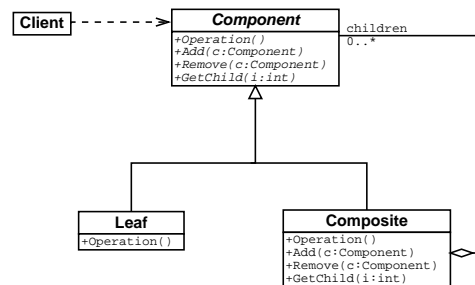 Client
Component
+Operation()
+Add(c:Component)
+Remove(c:Component)
+GetChild(i:int)
children
0..*
Leaf
+Operation()
Composite
+Operation()
+Add(c:Component)
+Remove(c:Component)
+GetChild(i:int)